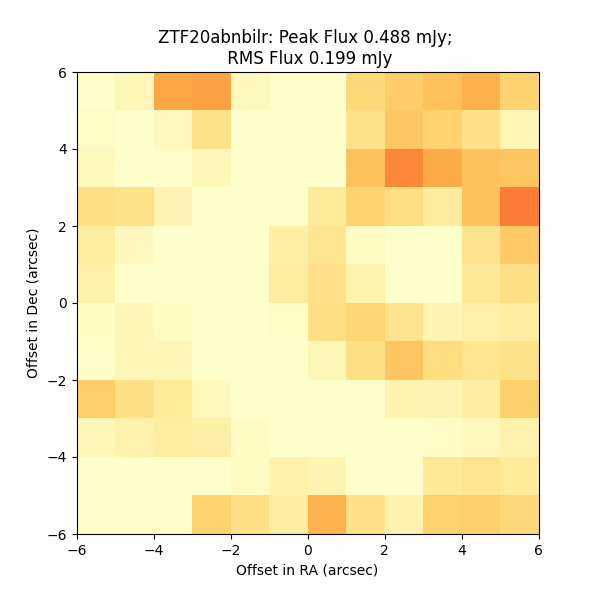 ZTF20abnbilr: Peak Flux 0.488 mJy;
RMS Flux 0.199 mJy
6
4
2
0
−2
−4
−6
Offset in Dec (arcsec)
−6 −4 −2 0 2 4 6
Offset in RA (arcsec)